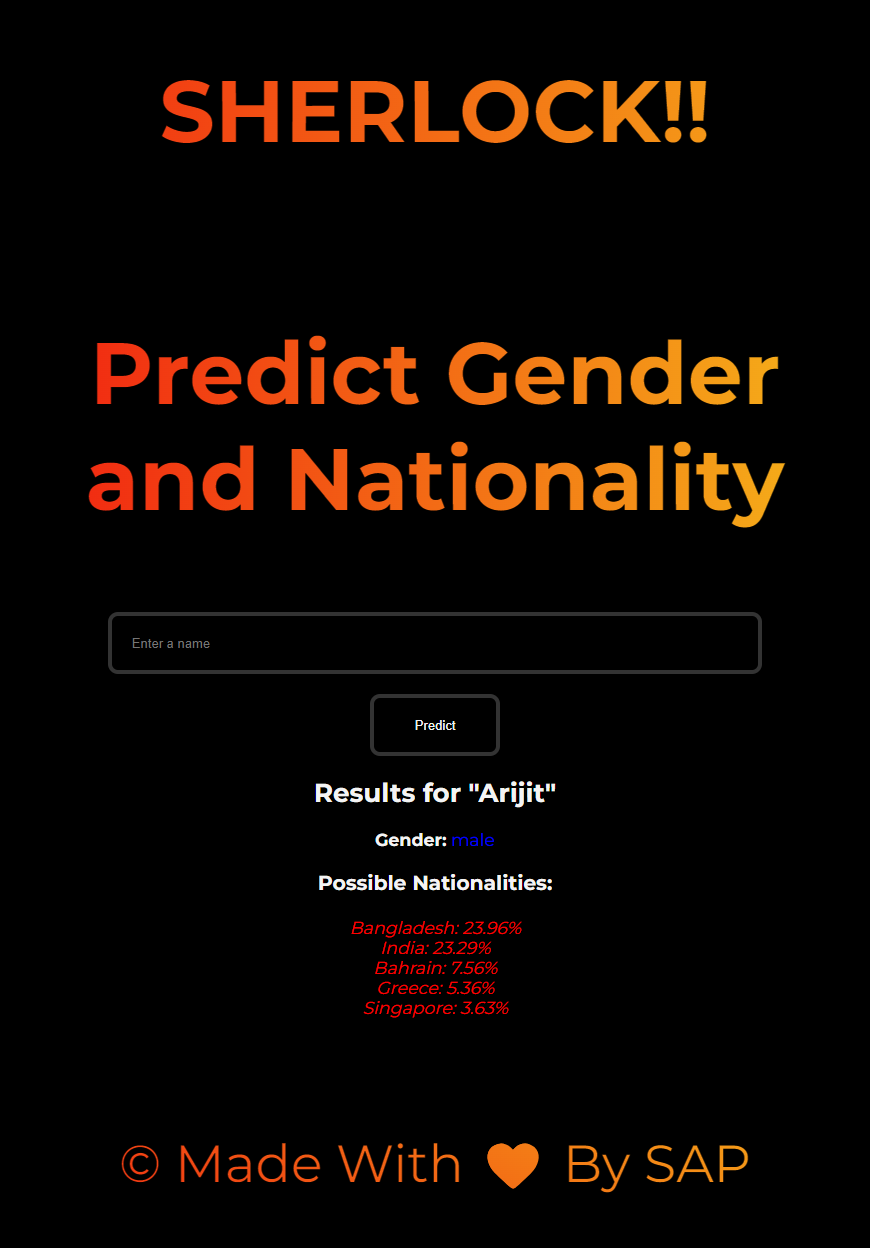 SHERLOCK!!
Predict Gender
and Nationality
Enter a name
Predict
Results for "Arijit"
Gender: male
Possible Nationalities:
Bangladesh: 23.96%
India: 23.29%
Bahrain: 7.56%
Greece: 5.36%
Singapore: 3.63%
© Made With 🧡 By SAP